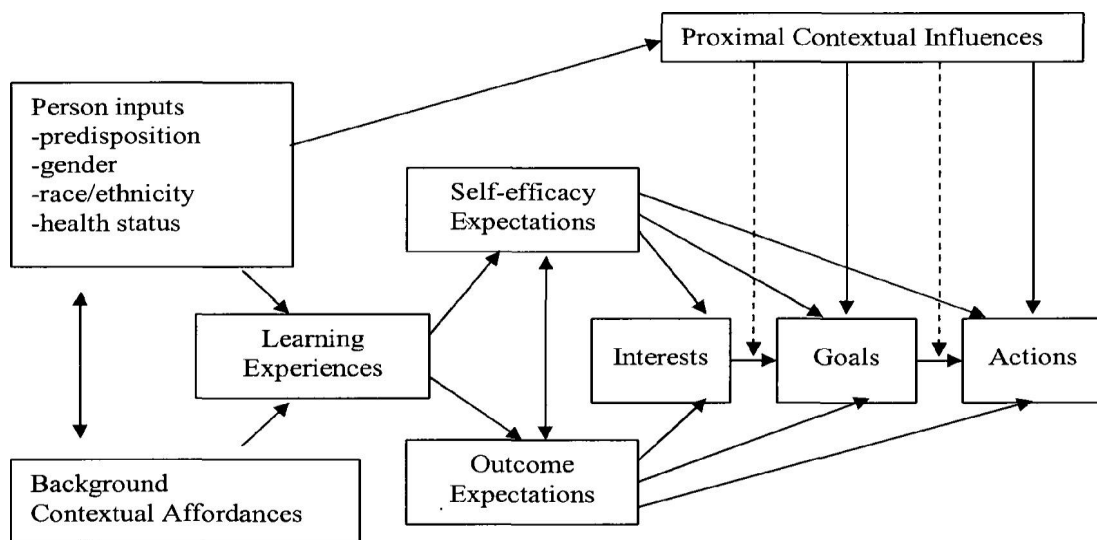 Proximal Contextual Influences
Person inputs
-predisposition
-gender
-race/ethnicity
-health status
Self-efficacy
Expectations
Learning
Experiences
Interests
Goals
Actions
Outcome
Expectations
Background
Contextual Affordances